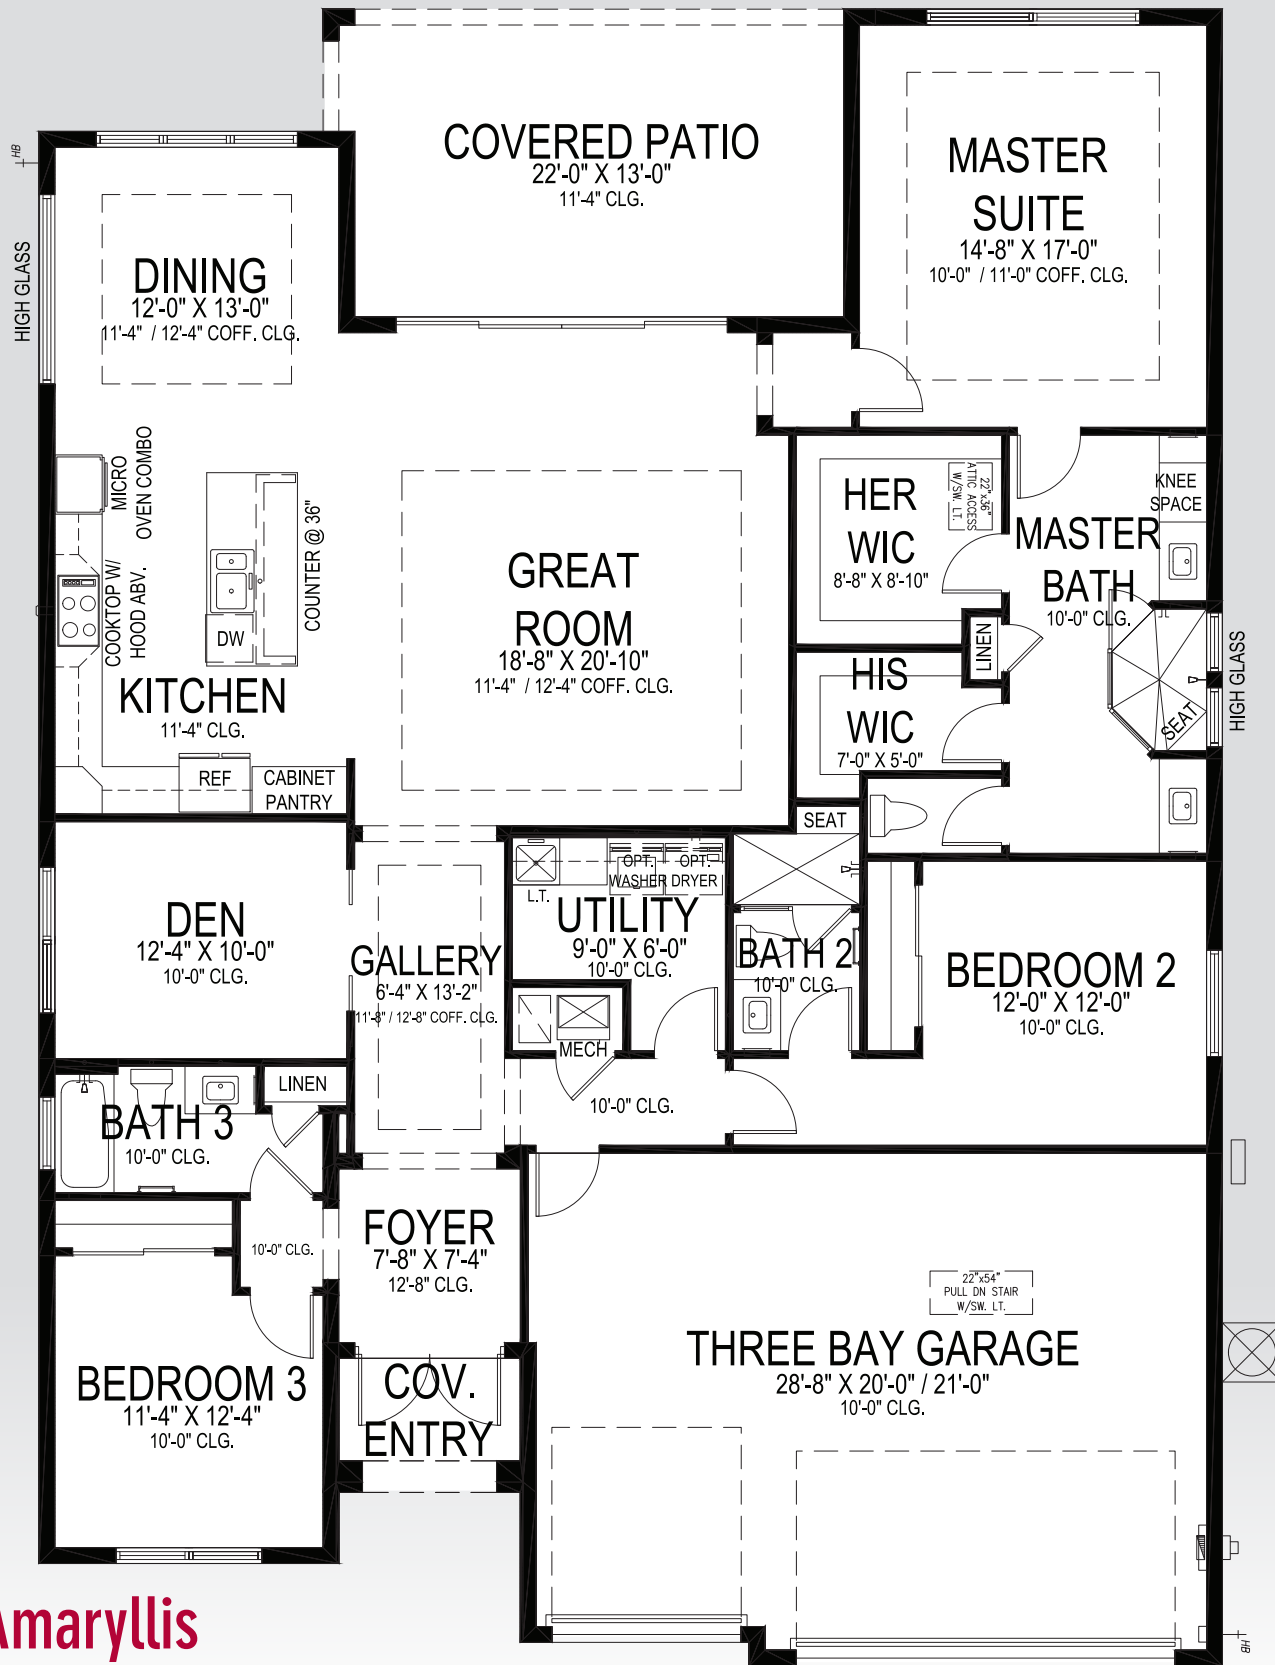 COVERED PATIO
22'-0" X 13'-0"
11'-4" CLG.
MASTER
SUITE
14'-8" X 17'-0"
10'-0" / 11'-0" COFF. CLG.
HB
HIGH GLASS
DINING
12'-0" X 13'-0"
11'-4" / 12'-4" COFF. CLG.
MICRO
OVEN COMBO
COOKTOP W/
HOOD ABV.
DW
COUNTER @ 36"
KITCHEN
11'-4" CLG.
REF
CABINET
PANTRY
GREAT
ROOM
18'-8" X 20'-10"
11'-4" / 12'-4" COFF. CLG.
HER
WIC
8'-8" X 8'-10"
22"x36"
ATTIC ACCESS
W/SW. LT.
KNEE
SPACE
MASTER
BATH
10'-0" CLG.
LINEN
HIS
WIC
7'-0" X 5'-0"
SEAT
HIGH GLASS
SEAT
DEN
12'-4" X 10'-0"
10'-0" CLG.
GALLERY
6'-4" X 13'-2"
11'-8" / 12'-8" COFF. CLG.
L.T.
OPT.
WASHER
OPT.
DRYER
UTILITY
9'-0" X 6'-0"
10'-0" CLG.
BATH 2
10'-0" CLG.
BEDROOM 2
12'-0" X 12'-0"
10'-0" CLG.
MECH
10'-0" CLG.
LINEN
BATH 3
10'-0" CLG.
FOYER
7'-8" X 7'-4"
12'-8" CLG.
10'-0" CLG.
22"x54"
PULL DN STAIR
W/SW. LT.
THREE BAY GARAGE
28'-8" X 20'-0" / 21'-0"
10'-0" CLG.
BEDROOM 3
11'-4" X 12'-4"
10'-0" CLG.
COV.
ENTRY
HB
Amaryllis